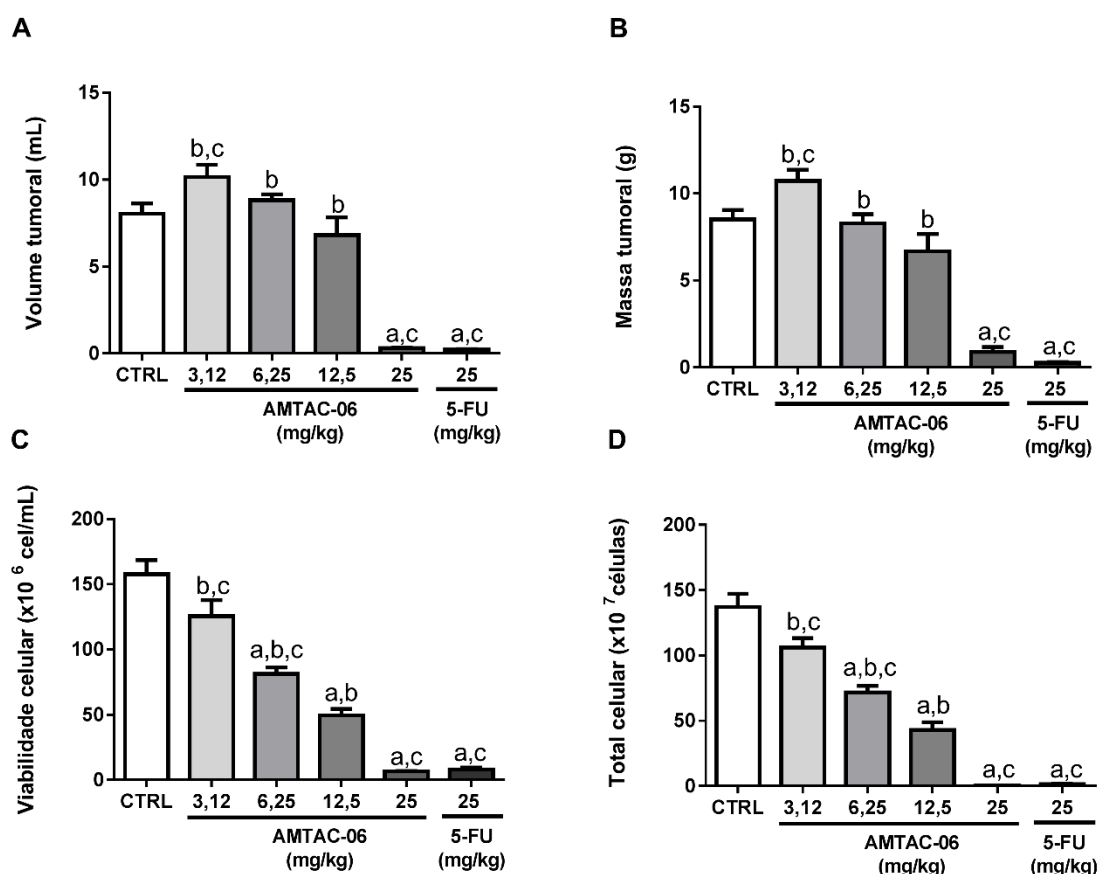 A
Volume tumoral (mL)
15
10
5
0
b,c
b
b
a,c
a,c
CTRL 3,12 6,25 12,5 25 25
AMTAC-06 5-FU
(mg/kg) (mg/kg)
B
Massa tumoral (g)
15
10
5
0
b,c
b
b
a,c
a,c
CTRL 3,12 6,25 12,5 25 25
AMTAC-06 5-FU
(mg/kg) (mg/kg)
C
Viabilidade celular (x10 6 cel/mL)
200
150
100
50
0
b,c
a,b,c
a,b
a,c
a,c
CTRL 3,12 6,25 12,5 25 25
AMTAC-06 5-FU
(mg/kg) (mg/kg)
D
Total celular (x10 7 células)
200
150
100
50
0
b,c
a,b,c
a,b
a,c
a,c
CTRL 3,12 6,25 12,5 25 25
AMTAC-06 5-FU
(mg/kg) (mg/kg)